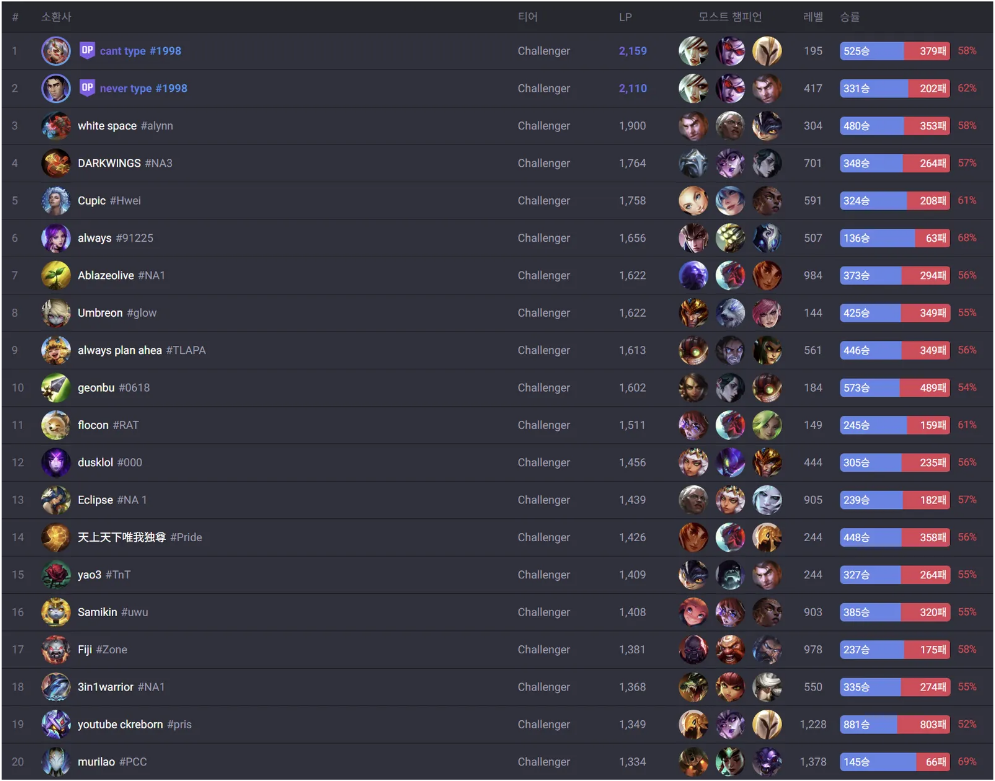 # 소환사 티어 LP 모스트 챔피언 레벨 승률
1 OP cant type #1998 Challenger 2,159 195 525승 379패 58%
2 OP never type #1998 Challenger 2,110 417 331승 202패 62%
3 white space #alynn Challenger 1,900 304 480승 353패 58%
4 DARKWINGS #NA3 Challenger 1,764 701 348승 264패 57%
5 Cupic #Hwei Challenger 1,758 591 324승 208패 61%
6 always #91225 Challenger 1,656 507 136승 63패 68%
7 Ablazeolive #NA1 Challenger 1,622 984 373승 294패 56%
8 Umbreon #glow Challenger 1,622 144 425승 349패 55%
9 always plan ahea #TLAPA Challenger 1,613 561 446승 349패 56%
10 geonbu #0618 Challenger 1,602 184 573승 489패 54%
11 flocon #RAT Challenger 1,511 149 245승 159패 61%
12 dusklol #000 Challenger 1,456 444 305승 235패 56%
13 Eclipse #NA 1 Challenger 1,439 905 239승 182패 57%
14 天上天下唯我独尊 #Pride Challenger 1,426 244 448승 358패 56%
15 yao3 #TnT Challenger 1,409 244 327승 264패 55%
16 Samikin #uwu Challenger 1,408 903 385승 320패 55%
17 Fiji #Zone Challenger 1,381 978 237승 175패 58%
18 3in1warrior #NA1 Challenger 1,368 550 335승 274패 55%
19 youtube ckreborn #pris Challenger 1,349 1,228 881승 803패 52%
20 murilao #PCC Challenger 1,334 1,378 145승 66패 69%